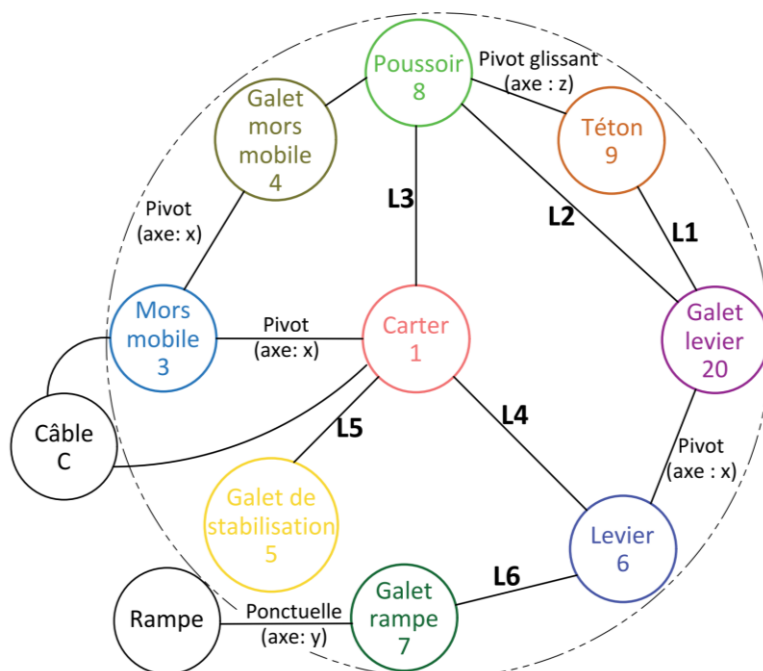 Poussoir
8
Pivot glissant
(axe : z)
Galet
mors
mobile
4
Téton
9
Pivot
(axe: x)
L3
L2
L1
Mors
mobile
3
Pivot
(axe: x)
Carter
1
Galet
levier
20
Câble
C
L5
L4
Pivot
(axe : x)
Galet de
stabilisation
5
Levier
6
L6
Rampe
Ponctuelle
(axe: y)
Galet
rampe
7